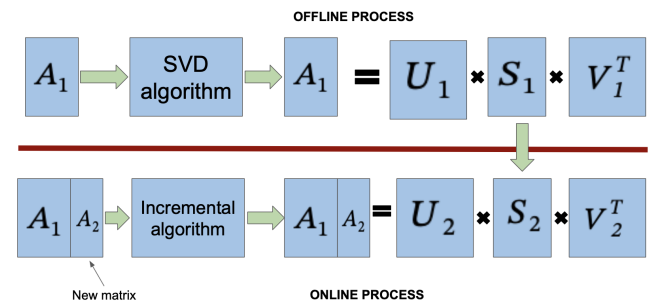 OFFLINE PROCESS
A₁ SVD algorithm A₁ = U₁ × S₁ × V₁ᵀ
A₁ A₂ Incremental algorithm A₁ A₂ = U₂ × S₂ × V₂ᵀ
New matrix
ONLINE PROCESS